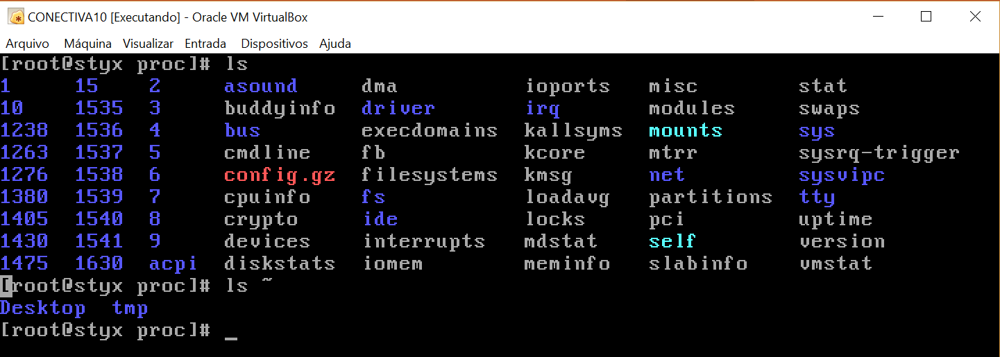 CONECTIVA10 [Executando] - Oracle VM VirtualBox
Arquivo Máquina Visualizar Entrada Dispositivos Ajuda
[root@styx proc]# ls
1 15 2 asound dma ioports misc stat
10 1535 3 buddyinfo driver irq modules swaps
1238 1536 4 bus execdomains kallsyms mounts sys
1263 1537 5 cmdline fb kcore mtrr sysrq-trigger
1276 1538 6 config.gz filesystems kmsg net sysvipc
1380 1539 7 cpuinfo fs loadavg partitions tty
1405 1540 8 crypto ide locks pci uptime
1430 1541 9 devices interrupts mdstat self version
1475 1630 acpi diskstats iomem meminfo slabinfo vmstat
[root@styx proc]# ls ~
Desktop tmp
[root@styx proc]# _